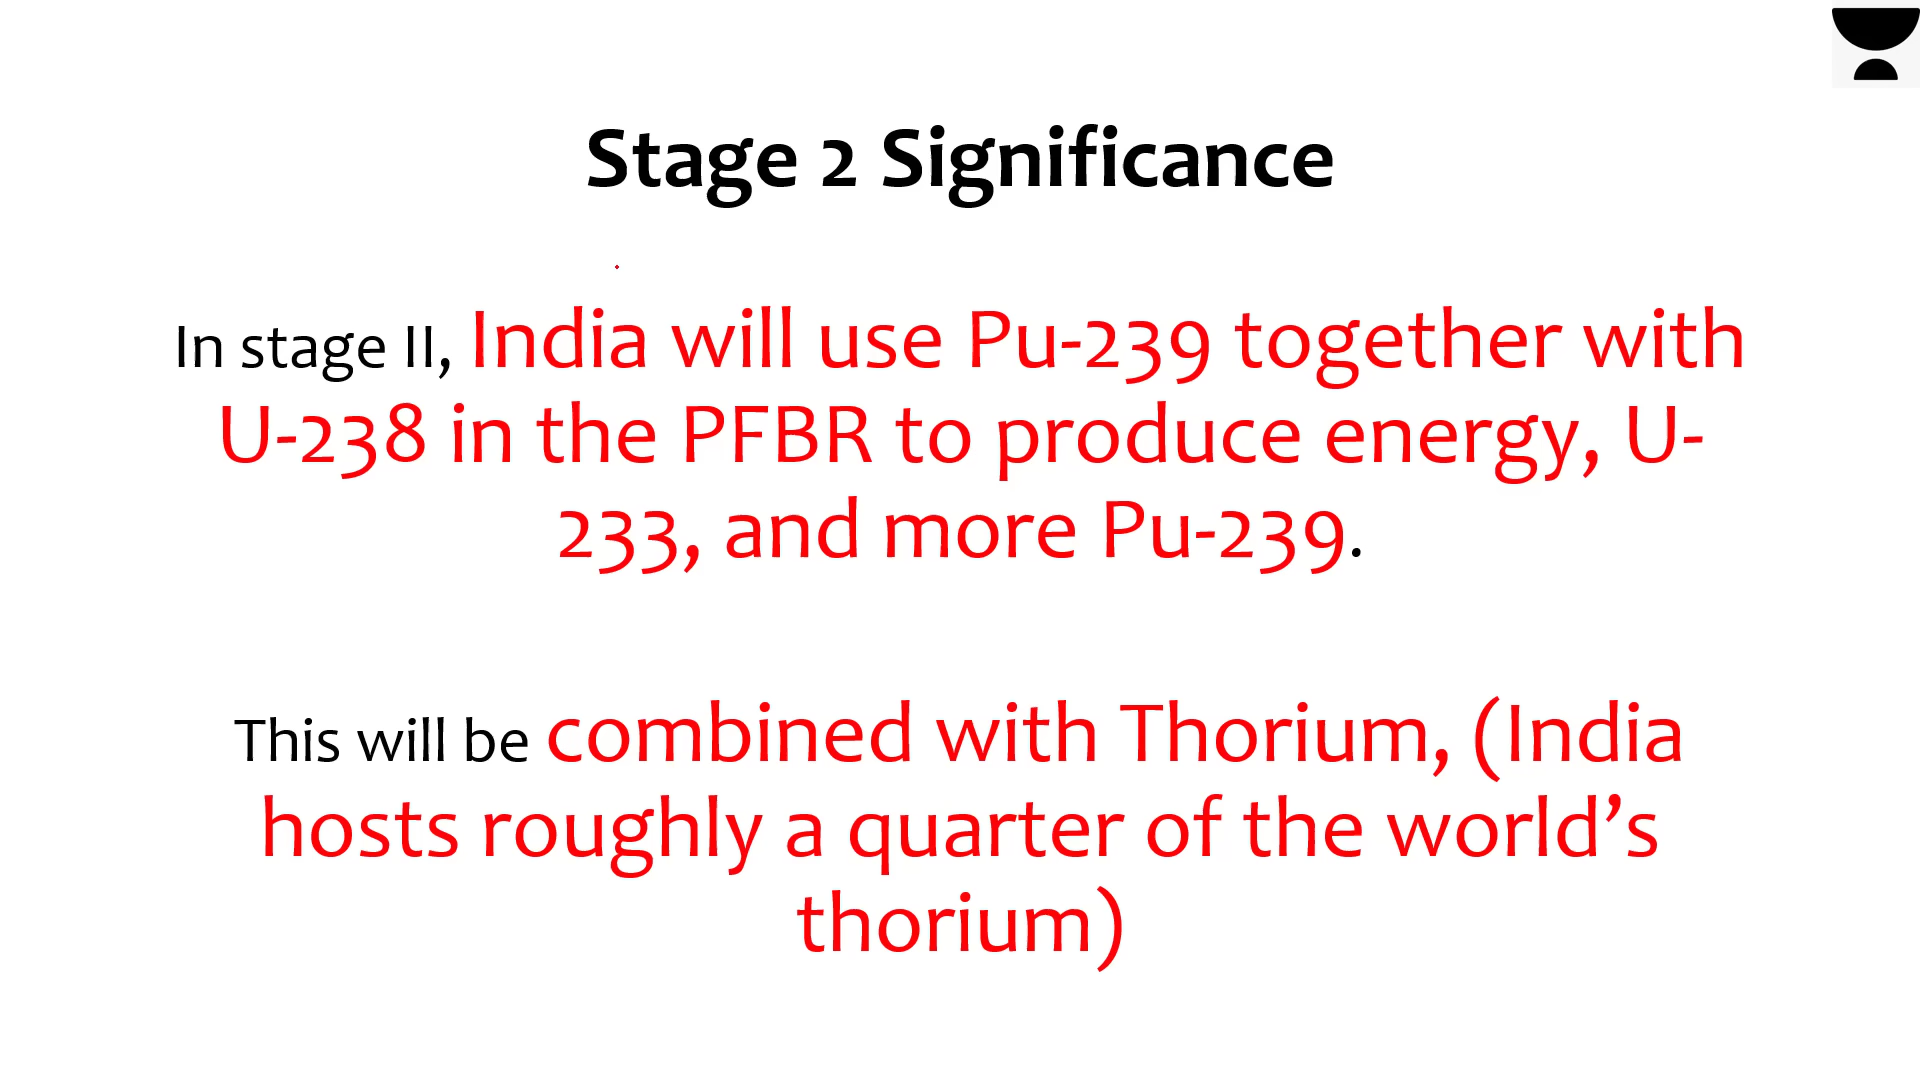 Stage 2 Significance
In stage II, India will use Pu-239 together with
U-238 in the PFBR to produce energy, U-
233, and more Pu-239.
This will be combined with Thorium, (India
hosts roughly a quarter of the world’s
thorium)